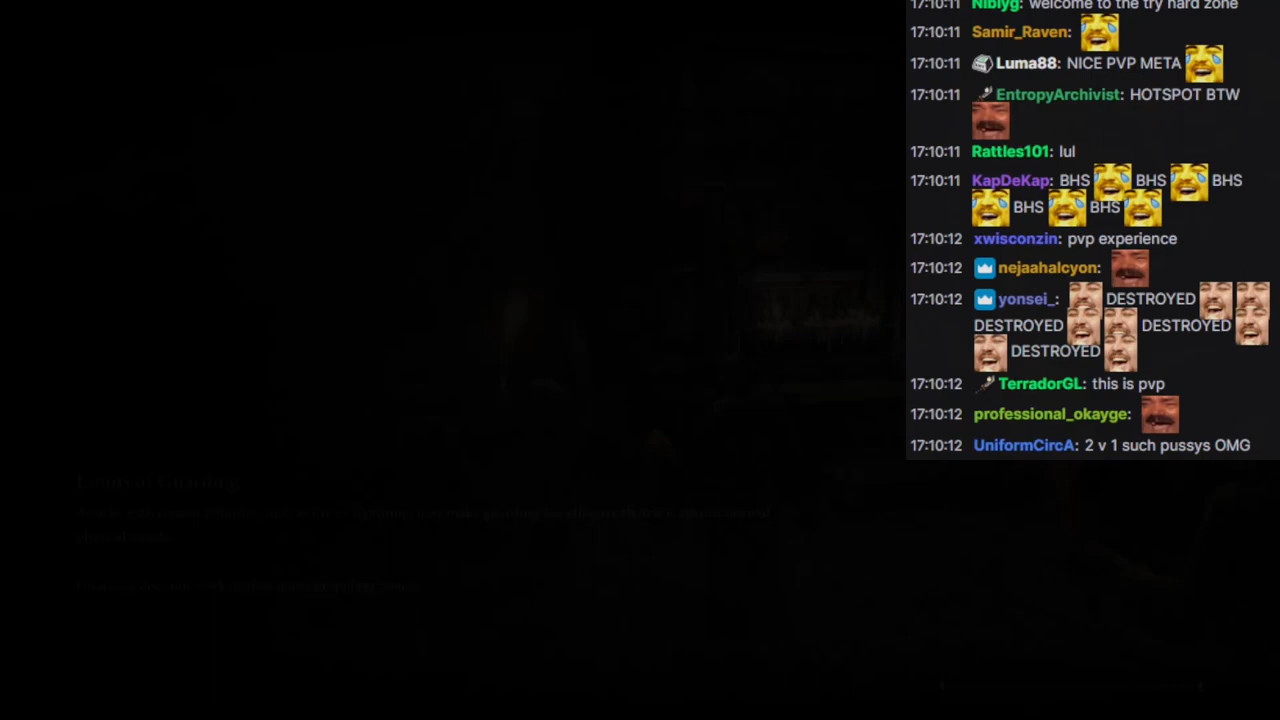 17:10:11 Niblyg: welcome to the try hard zone
17:10:11 Samir_Raven:
17:10:11 Luma88: NICE PVP META
17:10:11 EntropyArchivist: HOTSPOT BTW
17:10:11 Rattles101: lul
17:10:11 KapDeKap: BHS BHS BHS
BHS BHS
17:10:12 xwisconzin: pvp experience
17:10:12 nejaahalcyon:
17:10:12 yonsei_: DESTROYED
DESTROYED DESTROYED
DESTROYED
17:10:12 TerradorGL: this is pvp
17:10:12 professional_okayge:
17:10:12 UniformCircA: 2 v 1 such pussys OMG